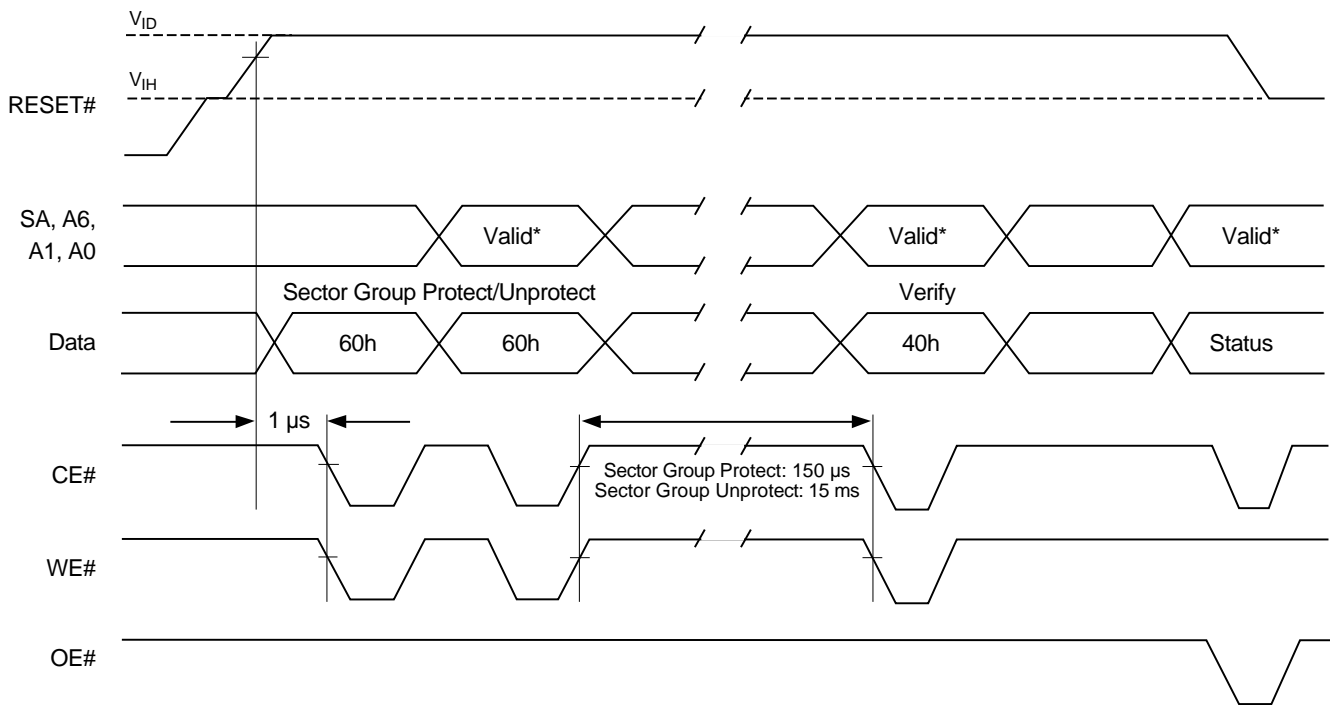 VID
VIH
RESET#
SA, A6,
A1, A0
Valid*
Valid*
Valid*
Sector Group Protect/Unprotect
Verify
Data
60h
60h
40h
Status
1 µs
CE#
Sector Group Protect: 150 µs
Sector Group Unprotect: 15 ms
WE#
OE#